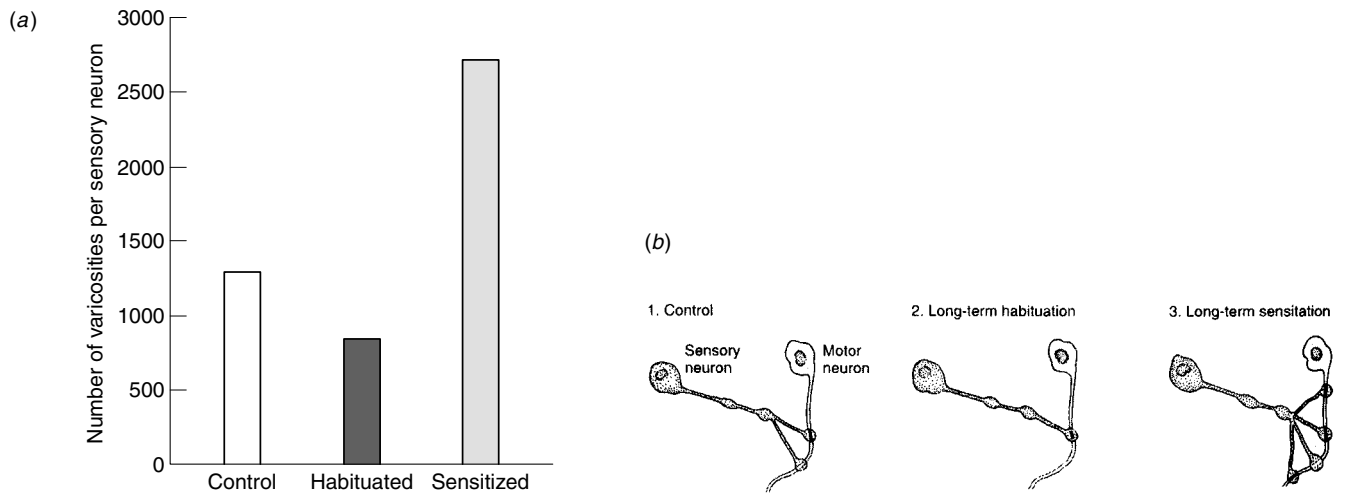 (a)
3000
2500
2000
1500
1000
500
0
Number of varicosities per sensory neuron
Control
Habituated
Sensitized
(b)
1. Control
Sensory
neuron
Motor
neuron
2. Long-term habituation
3. Long-term sensitation